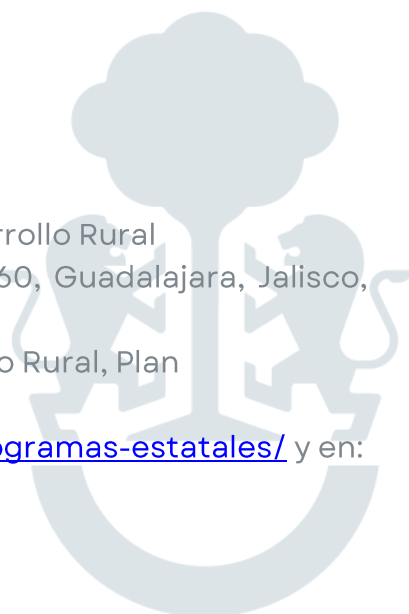 rrollo Rural
60, Guadalajara, Jalisco,
o Rural, Plan
ogramas-estatales/ y en: